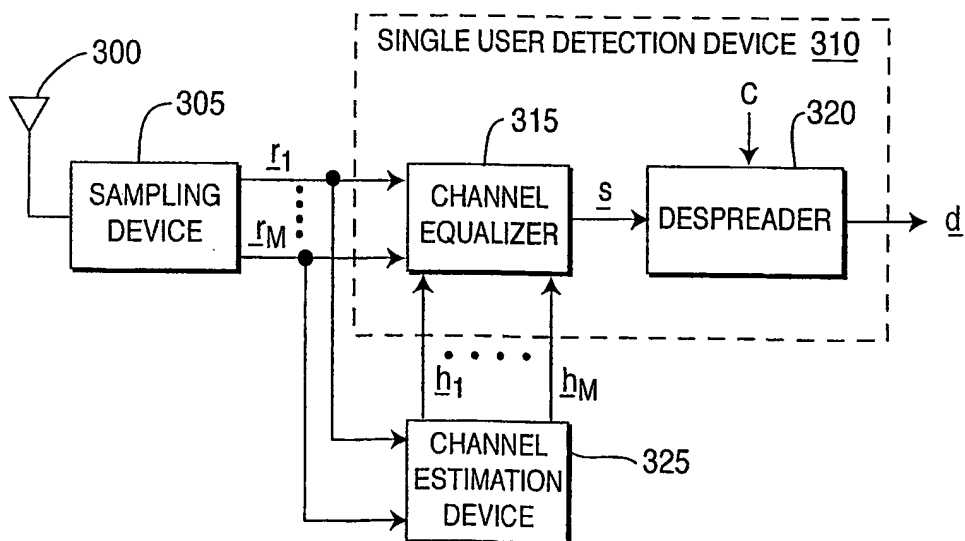 SINGLE USER DETECTION DEVICE 310
300
305
315
C
320
SAMPLING
DEVICE
r1
rM
CHANNEL
EQUALIZER
s
DESPREADER
d
h1
hM
CHANNEL
ESTIMATION
DEVICE
325